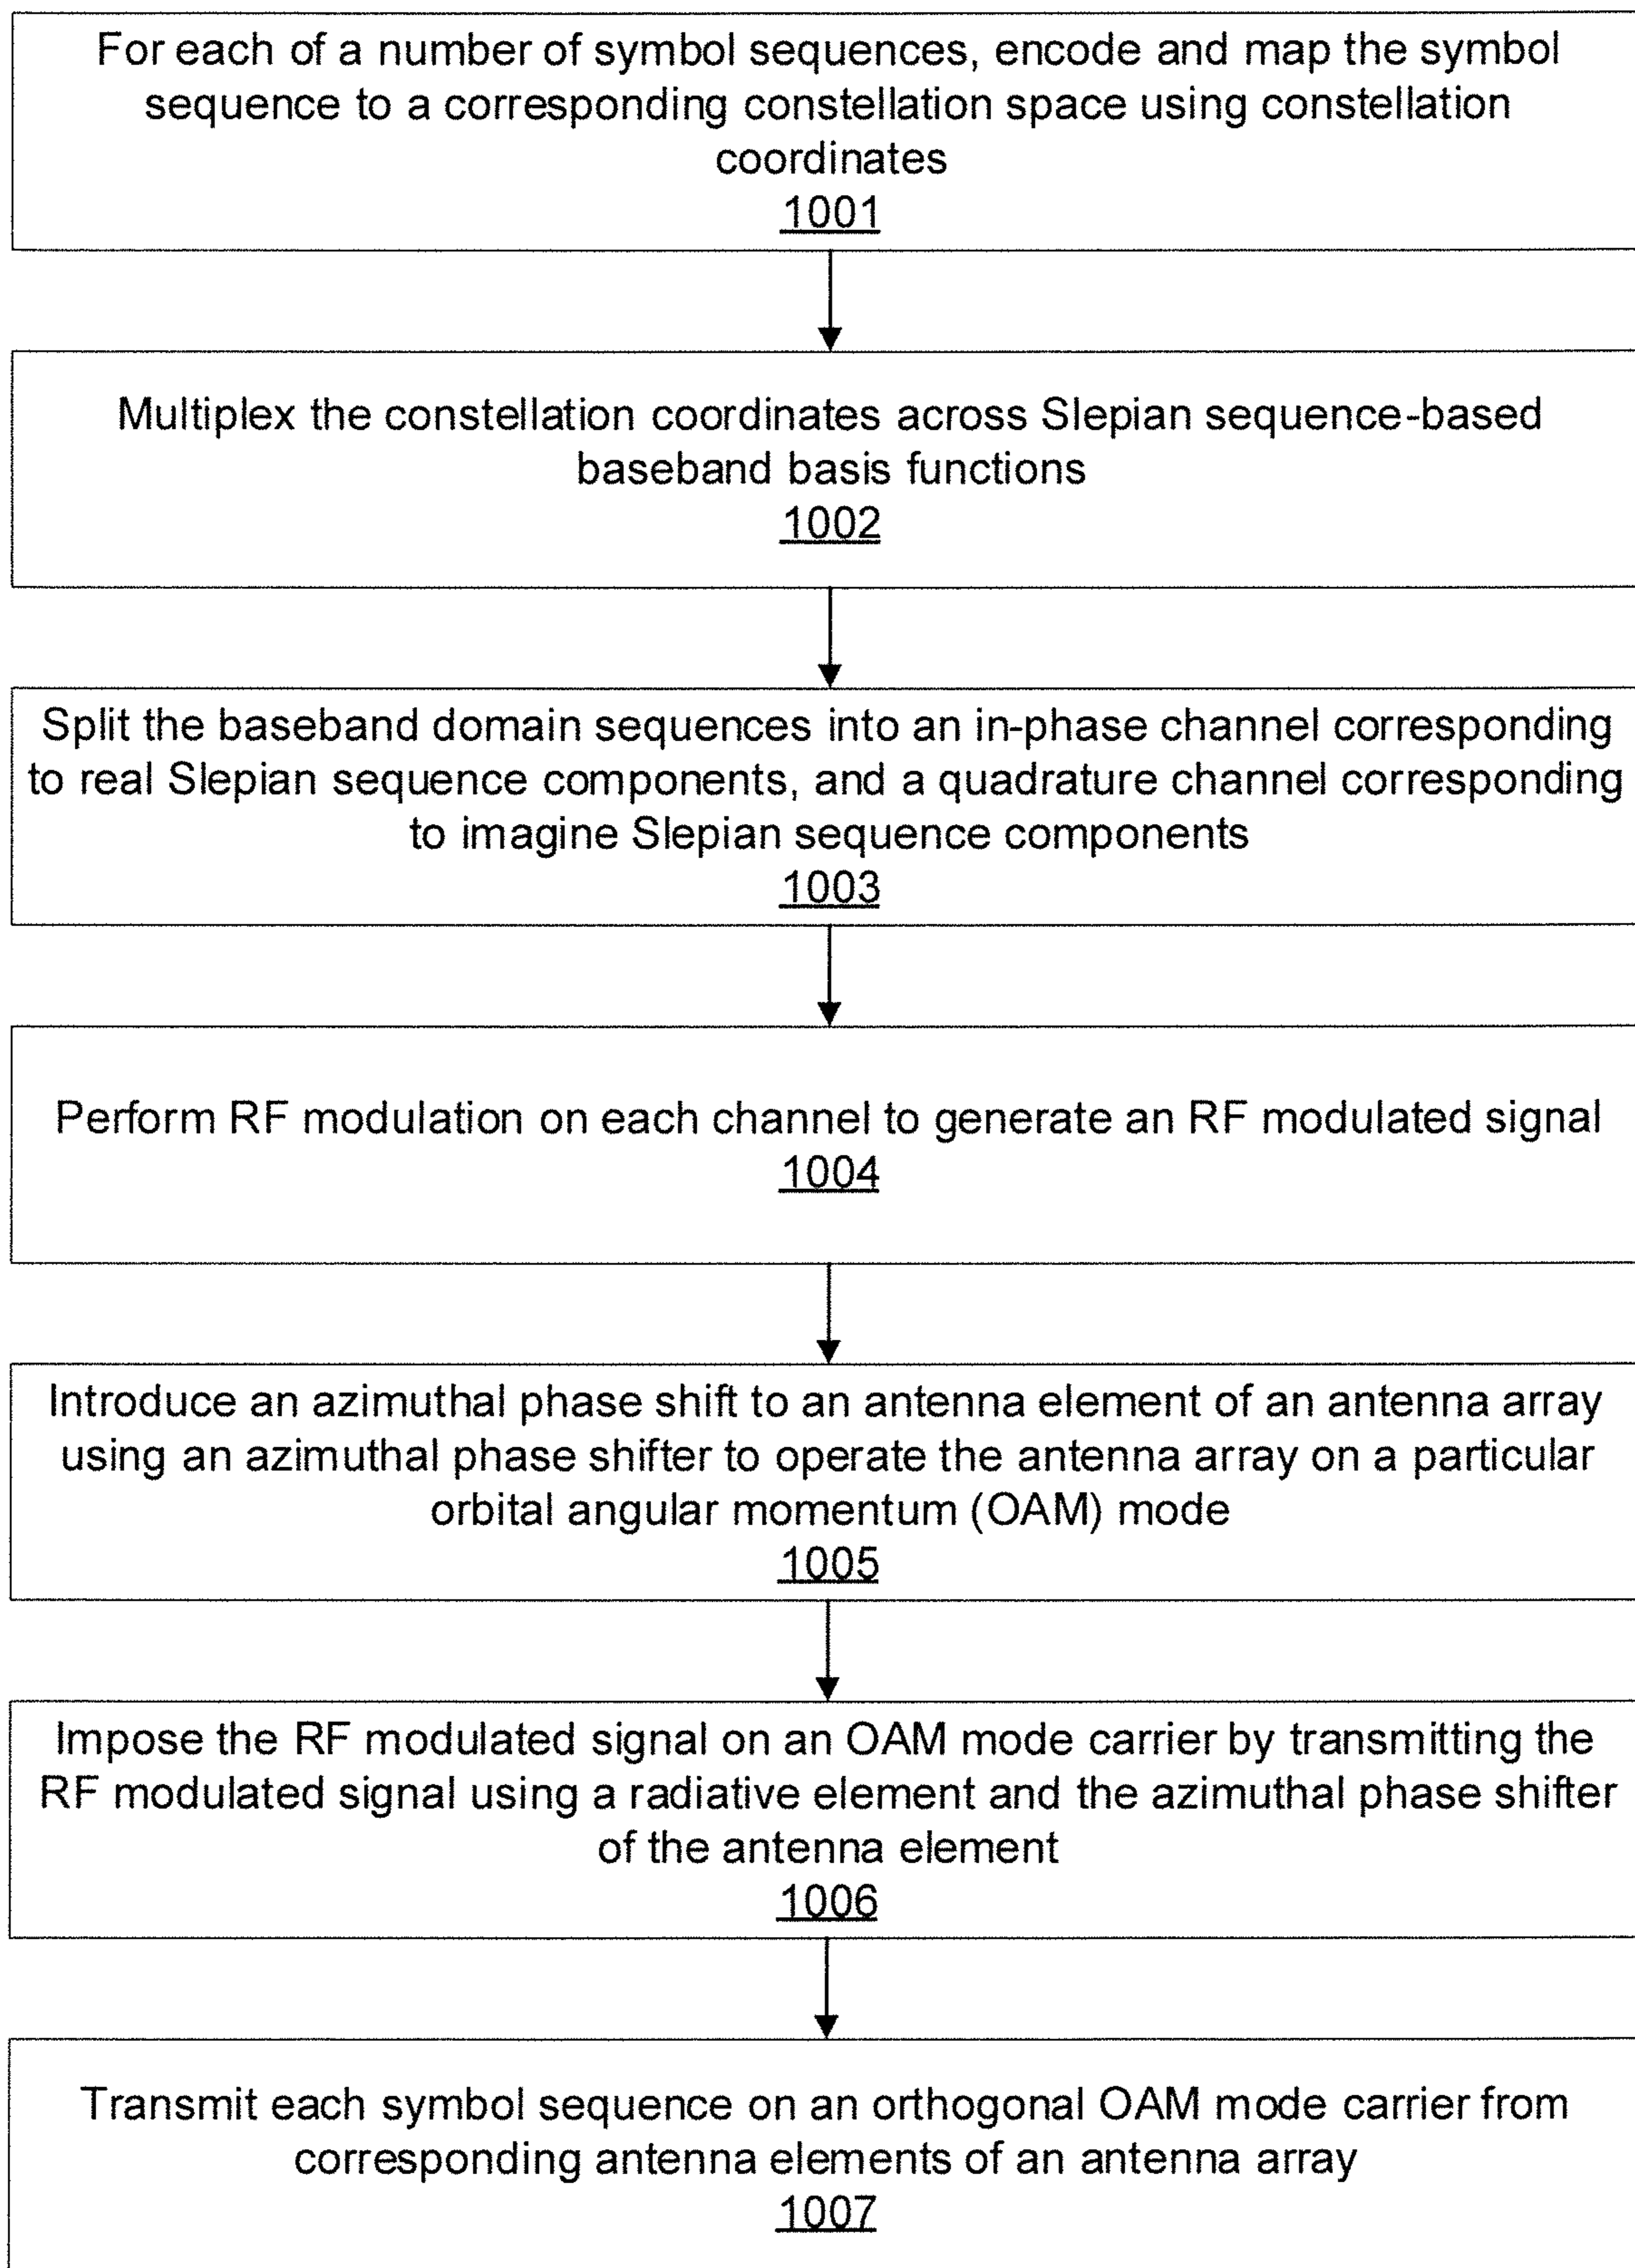 For each of a number of symbol sequences, encode and map the symbol
sequence to a corresponding constellation space using constellation
coordinates
1001
Multiplex the constellation coordinates across Slepian sequence-based
baseband basis functions
1002
Split the baseband domain sequences into an in-phase channel corresponding
to real Slepian sequence components, and a quadrature channel corresponding
to imagine Slepian sequence components
1003
Perform RF modulation on each channel to generate an RF modulated signal
1004
Introduce an azimuthal phase shift to an antenna element of an antenna array
using an azimuthal phase shifter to operate the antenna array on a particular
orbital angular momentum (OAM) mode
1005
Impose the RF modulated signal on an OAM mode carrier by transmitting the
RF modulated signal using a radiative element and the azimuthal phase shifter
of the antenna element
1006
Transmit each symbol sequence on an orthogonal OAM mode carrier from
corresponding antenna elements of an antenna array
1007